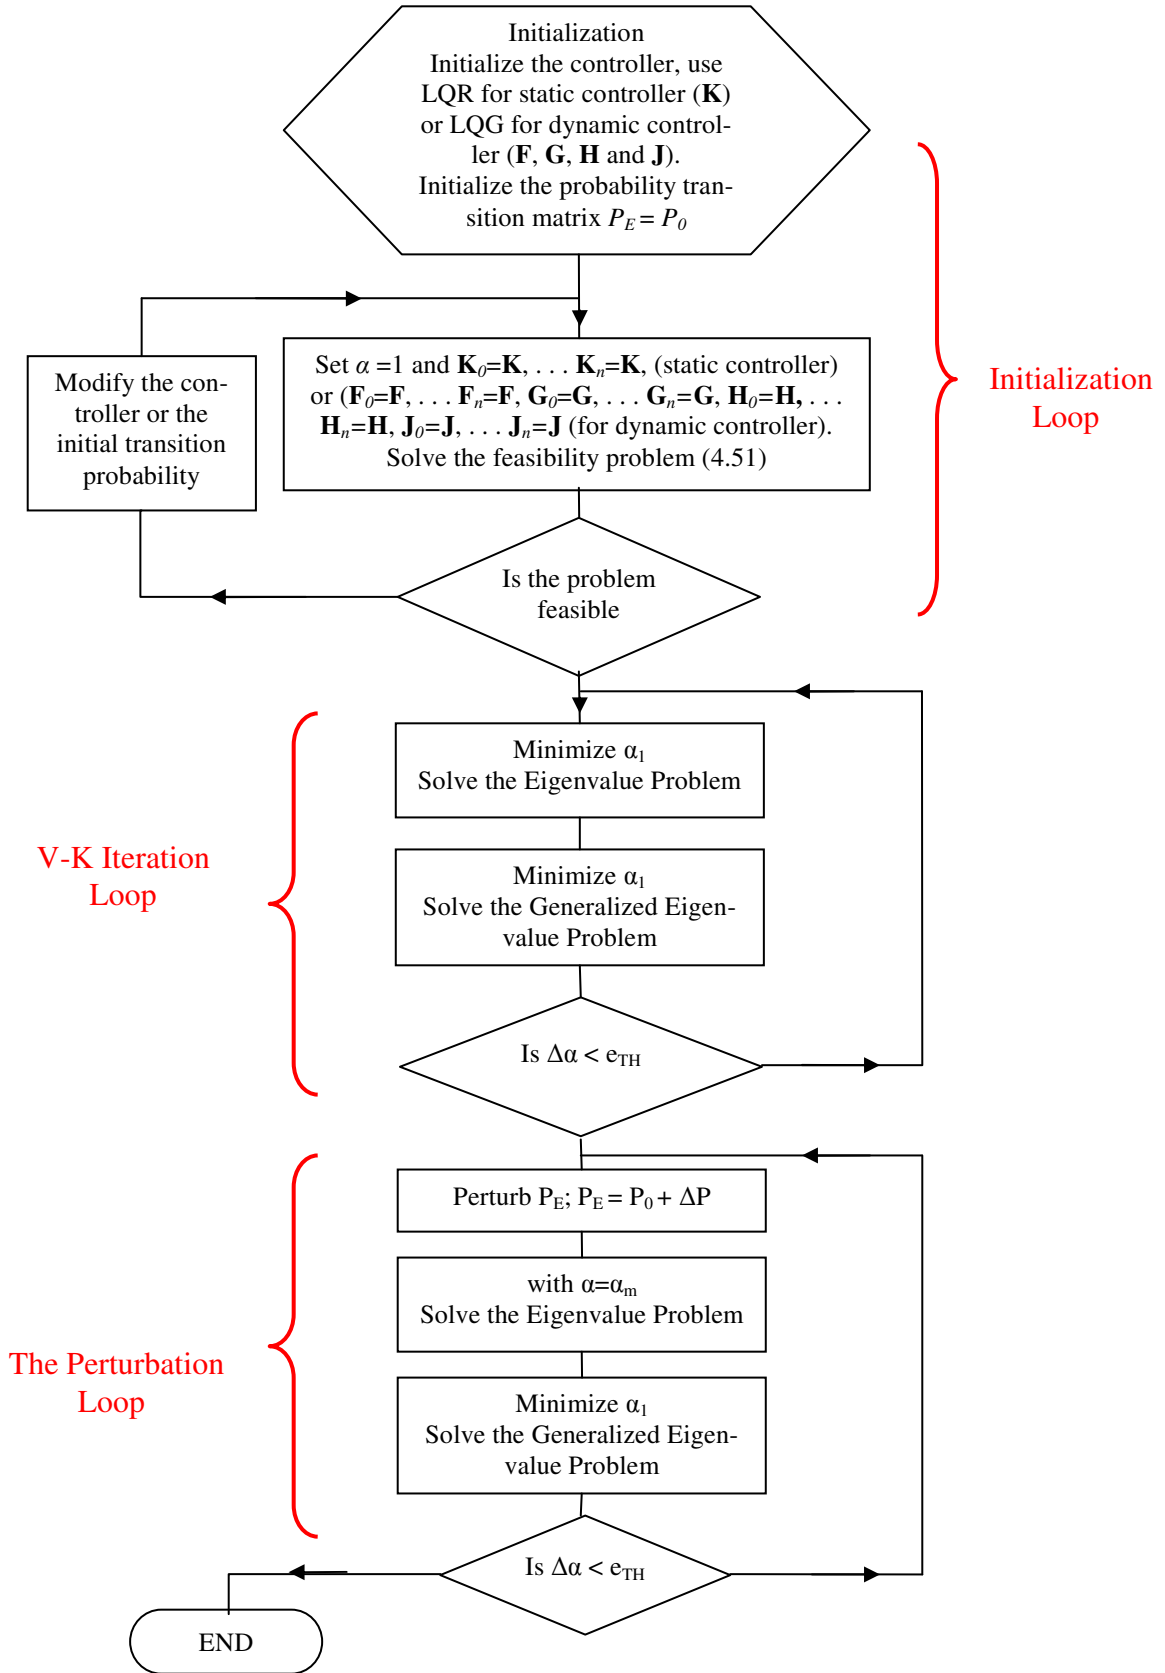 Initialization
Initialize the controller, use
LQR for static controller (K)
or LQG for dynamic control-
ler (F, G, H and J).
Initialize the probability tran-
sition matrix P_E = P_0
Set α =1 and K_0=K, . . . K_n=K, (static controller)
or (F_0=F, . . . F_n=F, G_0=G, . . . G_n=G, H_0=H, . . .
H_n=H, J_0=J, . . . J_n=J (for dynamic controller).
Solve the feasibility problem (4.51)
Modify the con-
troller or the
initial transition
probability
Initialization
Loop
Is the problem
feasible
Minimize α_1
Solve the Eigenvalue Problem
V-K Iteration
Loop
Minimize α_1
Solve the Generalized Eigen-
value Problem
Is Δα < e_TH
Perturb P_E; P_E = P_0 + ΔP
with α=α_m
Solve the Eigenvalue Problem
The Perturbation
Loop
Minimize α_1
Solve the Generalized Eigen-
value Problem
Is Δα < e_TH
END